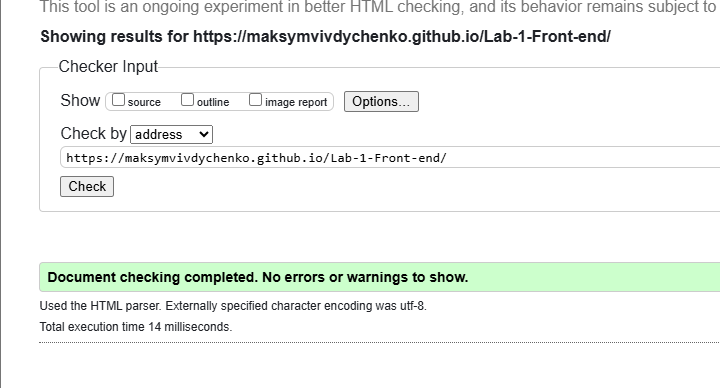 This tool is an ongoing experiment in better HTML checking, and its behavior remains subject to
Showing results for https://maksymvivdychenko.github.io/Lab-1-Front-end/
Checker Input
Show source outline image report Options...
Check by address
https://maksymvivdychenko.github.io/Lab-1-Front-end/
Check
Document checking completed. No errors or warnings to show.
Used the HTML parser. Externally specified character encoding was utf-8.
Total execution time 14 milliseconds.